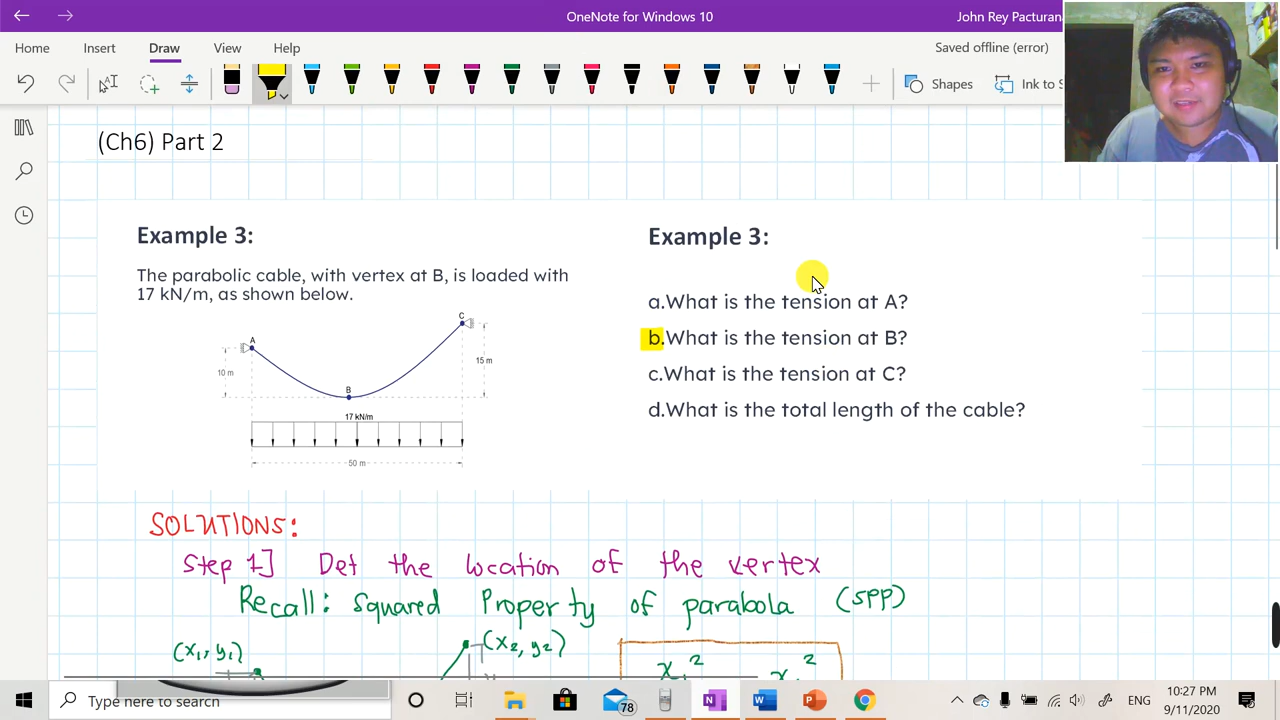 OneNote for Windows 10
John Rey Pacturan
Home Insert Draw View Help
Saved offline (error)
Shapes
Ink to S
(Ch6) Part 2
Example 3:
The parabolic cable, with vertex at B, is loaded with
17 kN/m, as shown below.
C
A
15 m
10 m
B
17 kN/m
50 m
Example 3:
a.What is the tension at A?
b.What is the tension at B?
c.What is the tension at C?
d.What is the total length of the cable?
SOLUTIONS:
Step 1] Det the location of the vertex
Recall: Squared Property of parabola (SPP)
(x₁, y₁)
(x₂, y₂)
x₁² x₂²
Type here to search
78
ENG
10:27 PM
9/11/2020